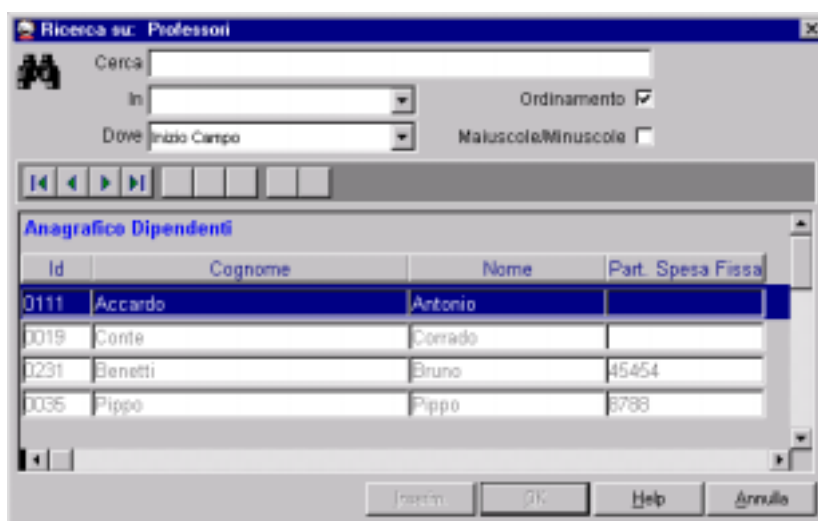 Ricerca su: Professori
Cerca
In
Ordinamento
Dove Inizio Campo
Maiuscole/Minuscole
Anagrafico Dipendenti
Id Cognome Nome Part. Spesa Fissa
0111 Accardo Antonio
0019 Conte Corrado
0231 Benetti Bruno 45454
0035 Pippo Pippo 8788
OK Help Annulla